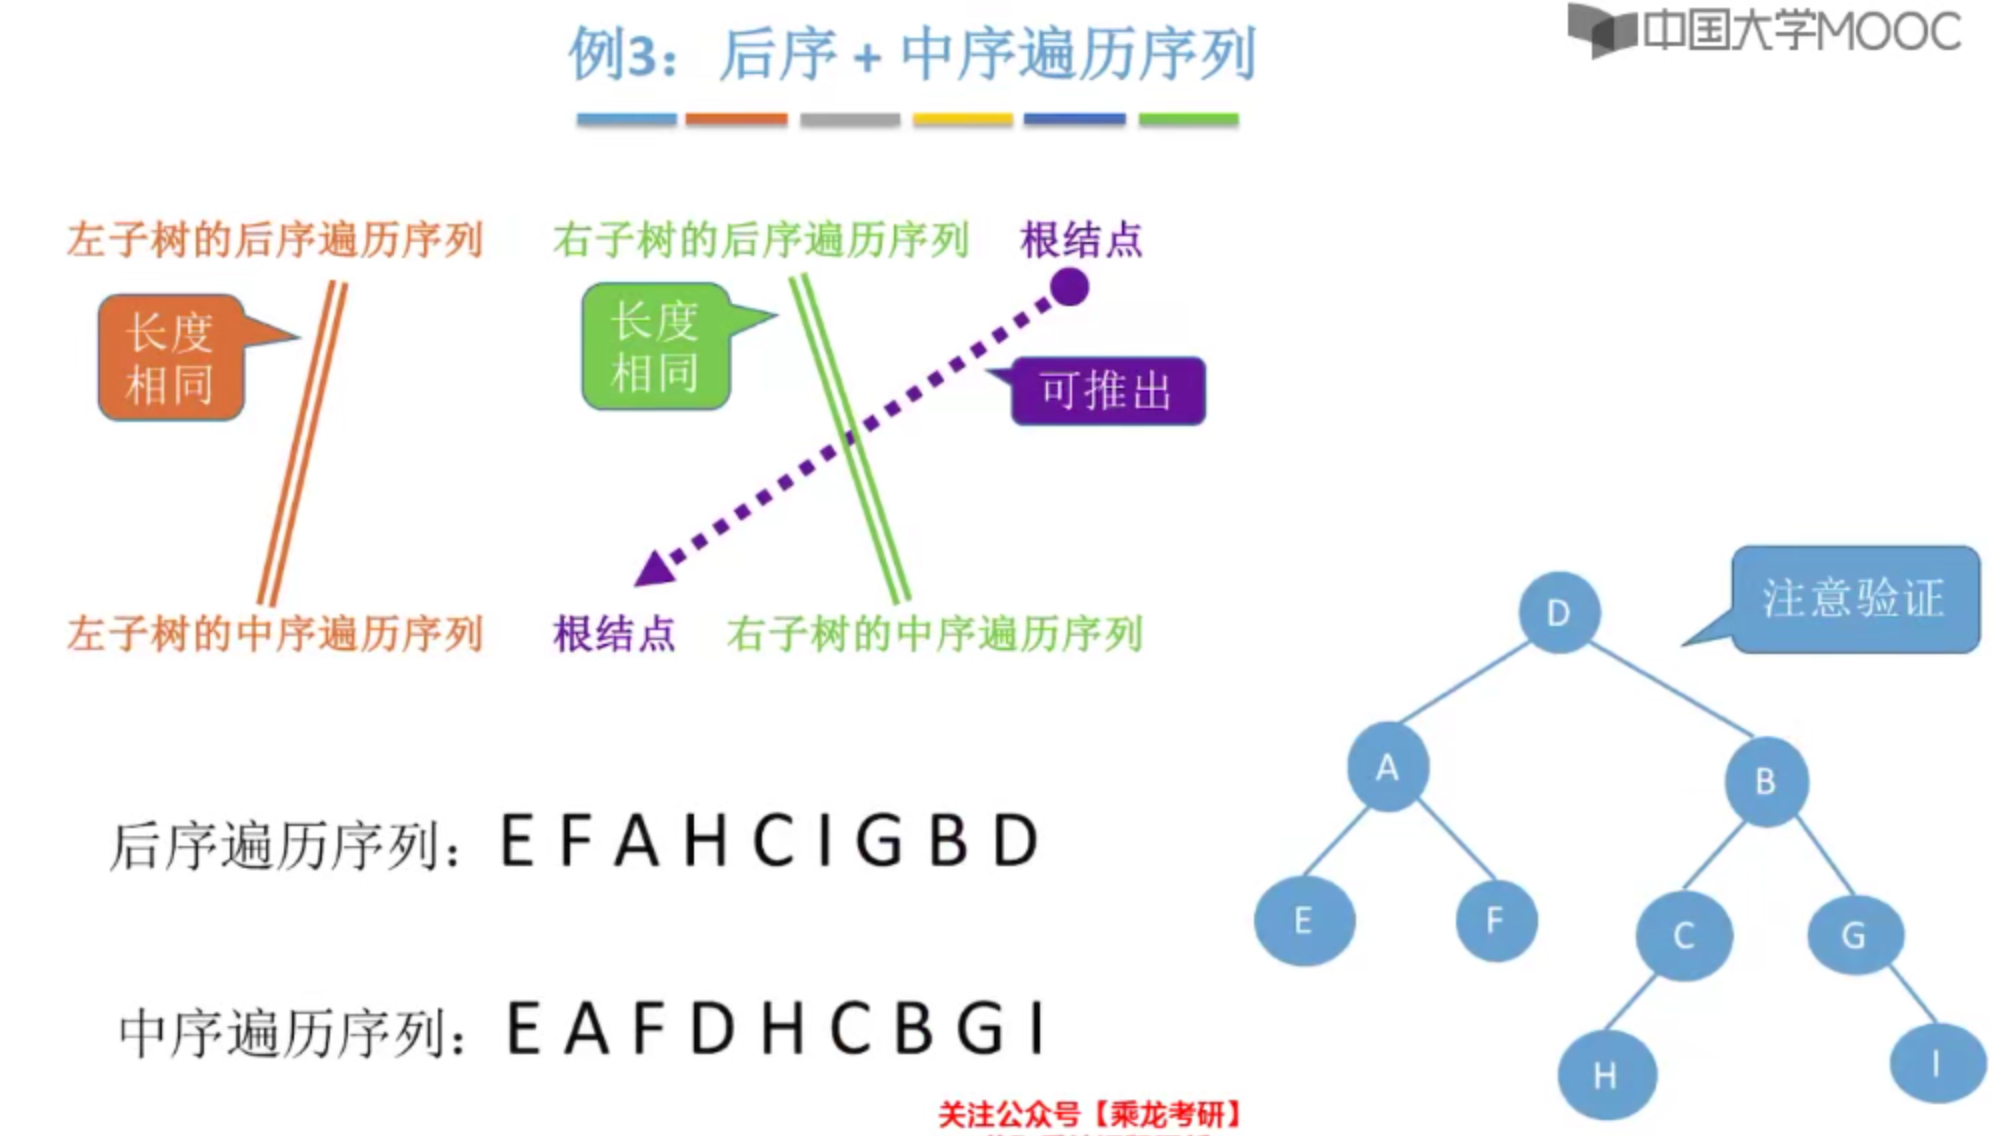 中国大学MOOC
例3：后序 + 中序遍历序列
左子树的后序遍历序列 右子树的后序遍历序列 根结点
长度
相同
长度
相同
可推出
左子树的中序遍历序列 根结点 右子树的中序遍历序列
注意验证
D
A
B
E
F
C
G
H
I
后序遍历序列： E F A H C I G B D
中序遍历序列： E A F D H C B G I
关注公众号【乘龙考研】